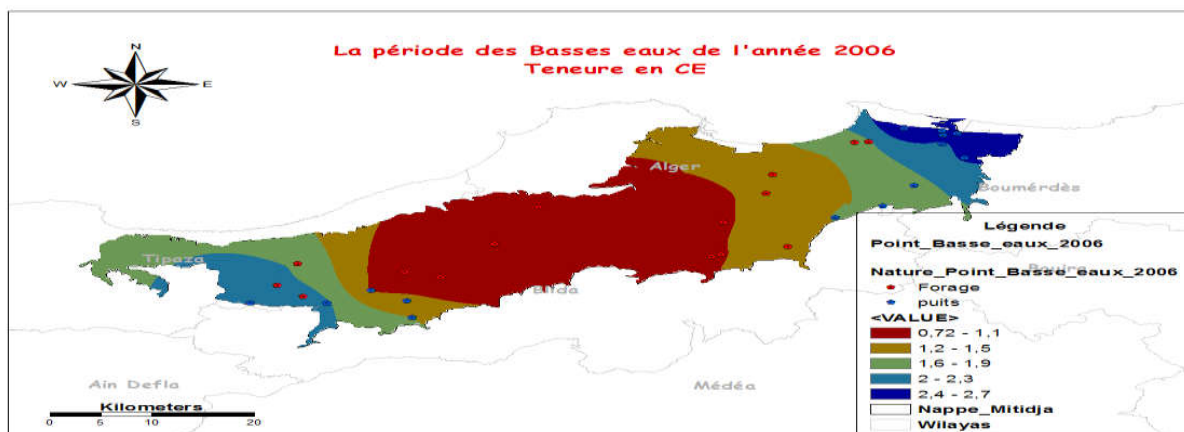 La période des Basses eaux de l'année 2006
Teneure en CE
N
W
E
S
Alger
Boumérdès
Tipaza
Blida
Bouira
Ain Defla
Médéa
Kilometers
0 5 10 20
Légende
Point_Basse_eaux_2006
Nature_Point_Basse_eaux_2006
Forage
puits
<VALUE>
0,72 - 1,1
1,2 - 1,5
1,6 - 1,9
2 - 2,3
2,4 - 2,7
Nappe_Mitidja
Wilayas